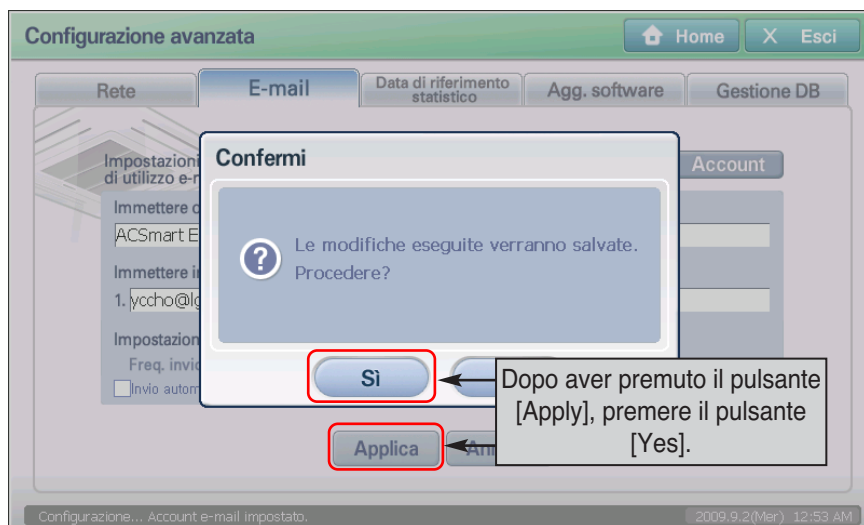 Configurazione avanzata
Home
X Esci
Rete
E-mail
Data di riferimento
statistico
Agg. software
Gestione DB
Impostazioni
di utilizzo e-
Account
Confermi
Immettere
ACSmart E
Le modifiche eseguite verranno salvate.
Procedere?
Immettere
1. yccho@lg
Impostazion
Freq. invi
Invio autom
Sì
Dopo aver premuto il pulsante
[Apply], premere il pulsante
[Yes].
Applica
An
Configurazione... Account e-mail impostato.
2009.9.2(Mer) 12:53 AM